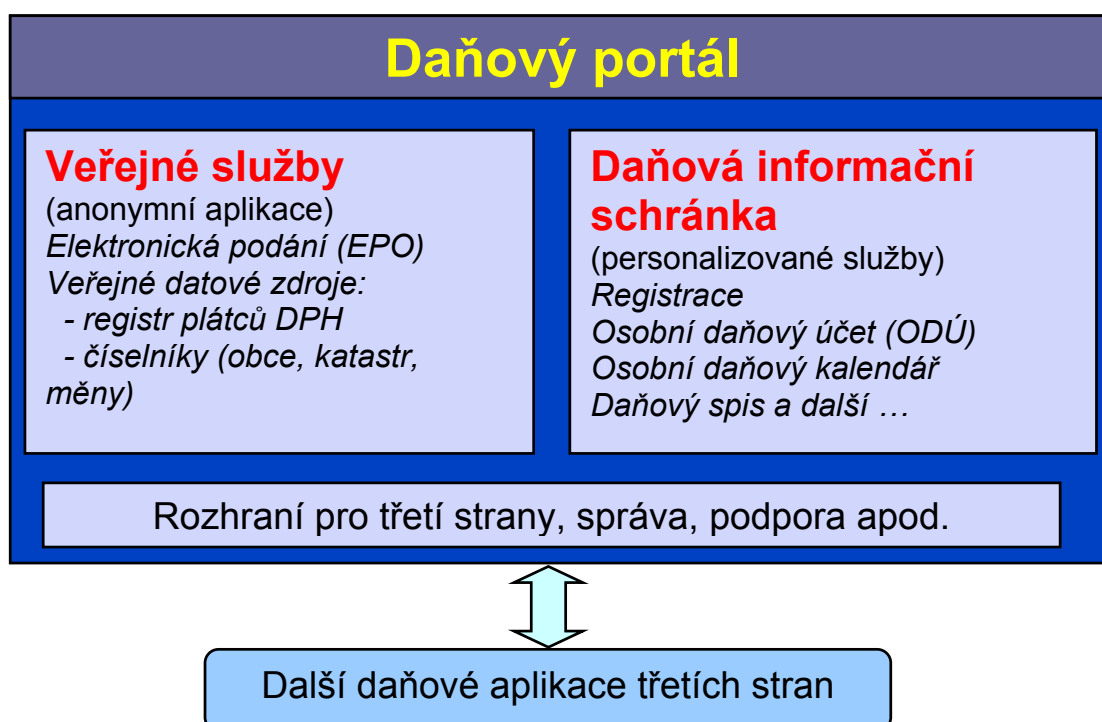 Daňový portál
Veřejné služby
(anonymní aplikace)
Elektronická podání (EPO)
Veřejné datové zdroje:
- registr plátců DPH
- číselníky (obce, katastr,
měny)
Daňová informační
schránka
(personalizované služby)
Registrace
Osobní daňový účet (ODÚ)
Osobní daňový kalendář
Daňový spis a další …
Rozhraní pro třetí strany, správa, podpora apod.
Další daňové aplikace třetích stran